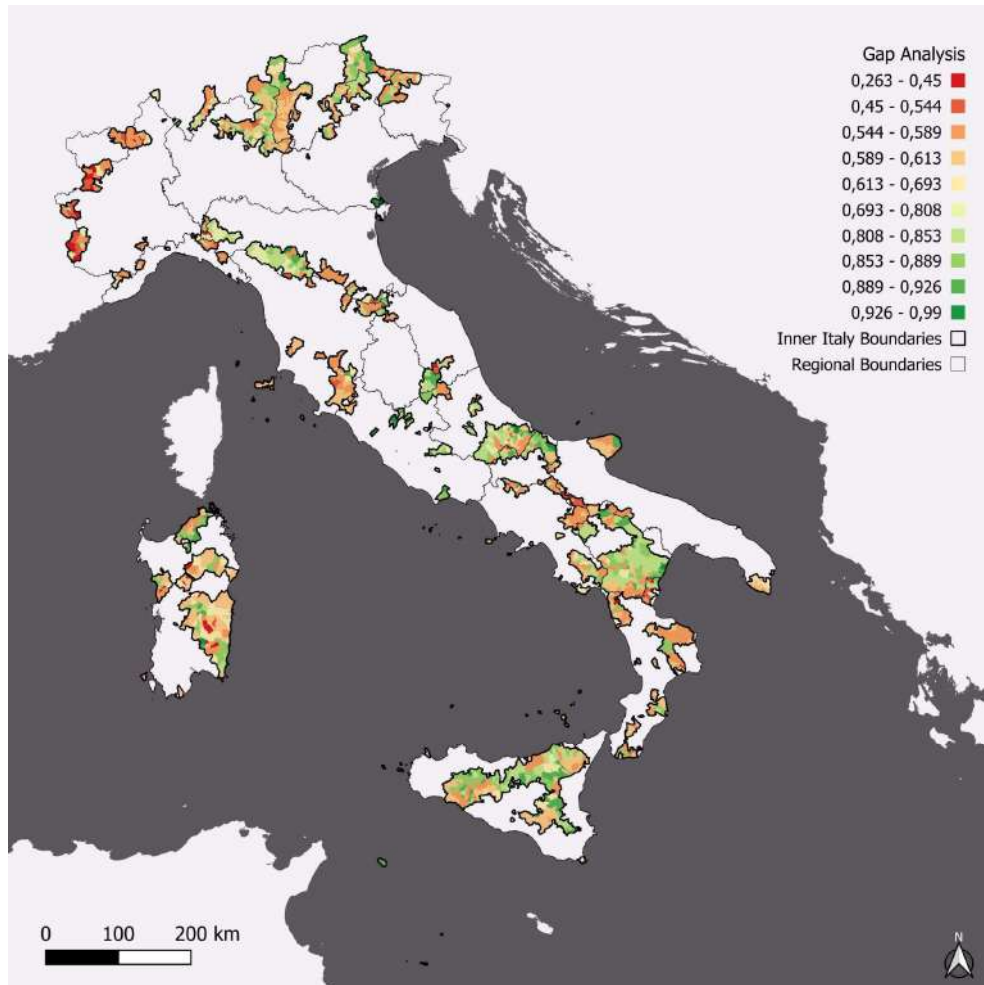 Gap Analysis
0,263 - 0,45
0,45 - 0,544
0,544 - 0,589
0,589 - 0,613
0,613 - 0,693
0,693 - 0,808
0,808 - 0,853
0,853 - 0,889
0,889 - 0,926
0,926 - 0,99
Inner Italy Boundaries
Regional Boundaries
0 100 200 km
N